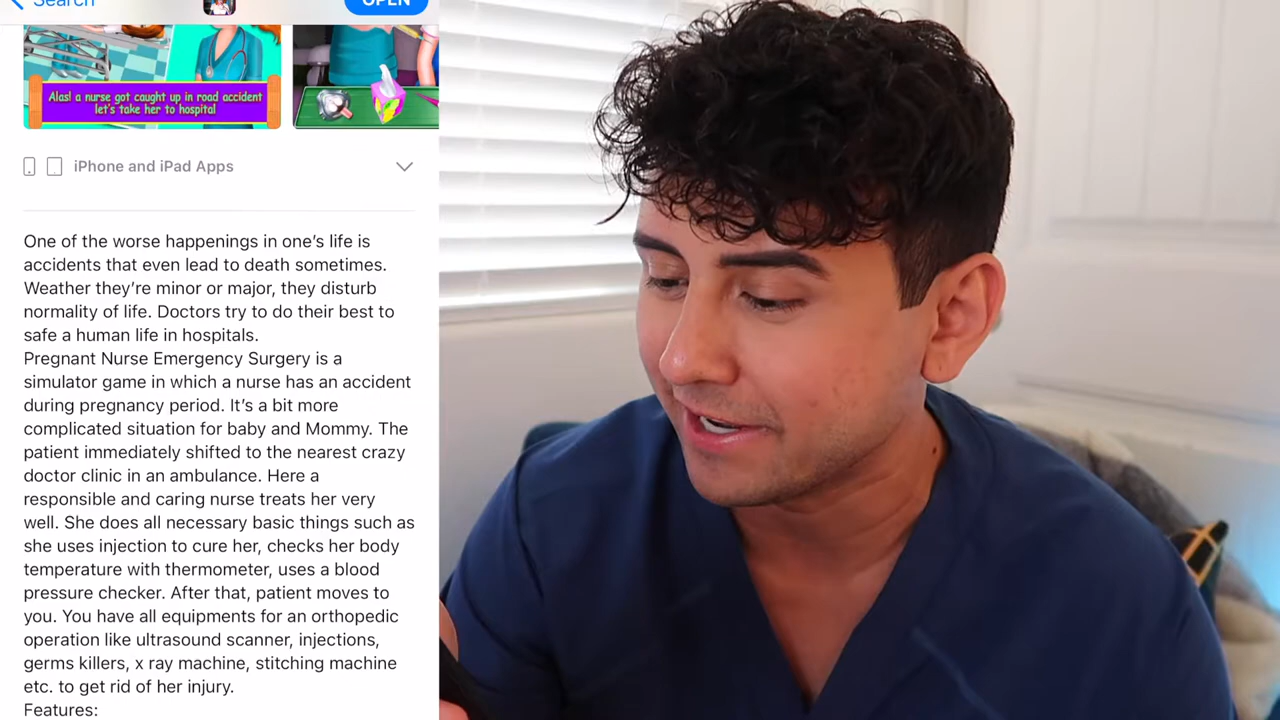 Search
OPEN
Alas! a nurse got caught up in road accident
let's take her to hospital
iPhone and iPad Apps
One of the worse happenings in one's life is
accidents that even lead to death sometimes.
Weather they're minor or major, they disturb
normality of life. Doctors try to do their best to
safe a human life in hospitals.
Pregnant Nurse Emergency Surgery is a
simulator game in which a nurse has an accident
during pregnancy period. It's a bit more
complicated situation for baby and Mommy. The
patient immediately shifted to the nearest crazy
doctor clinic in an ambulance. Here a
responsible and caring nurse treats her very
well. She does all necessary basic things such as
she uses injection to cure her, checks her body
temperature with thermometer, uses a blood
pressure checker. After that, patient moves to
you. You have all equipments for an orthopedic
operation like ultrasound scanner, injections,
germs killers, x ray machine, stitching machine
etc. to get rid of her injury.
Features: